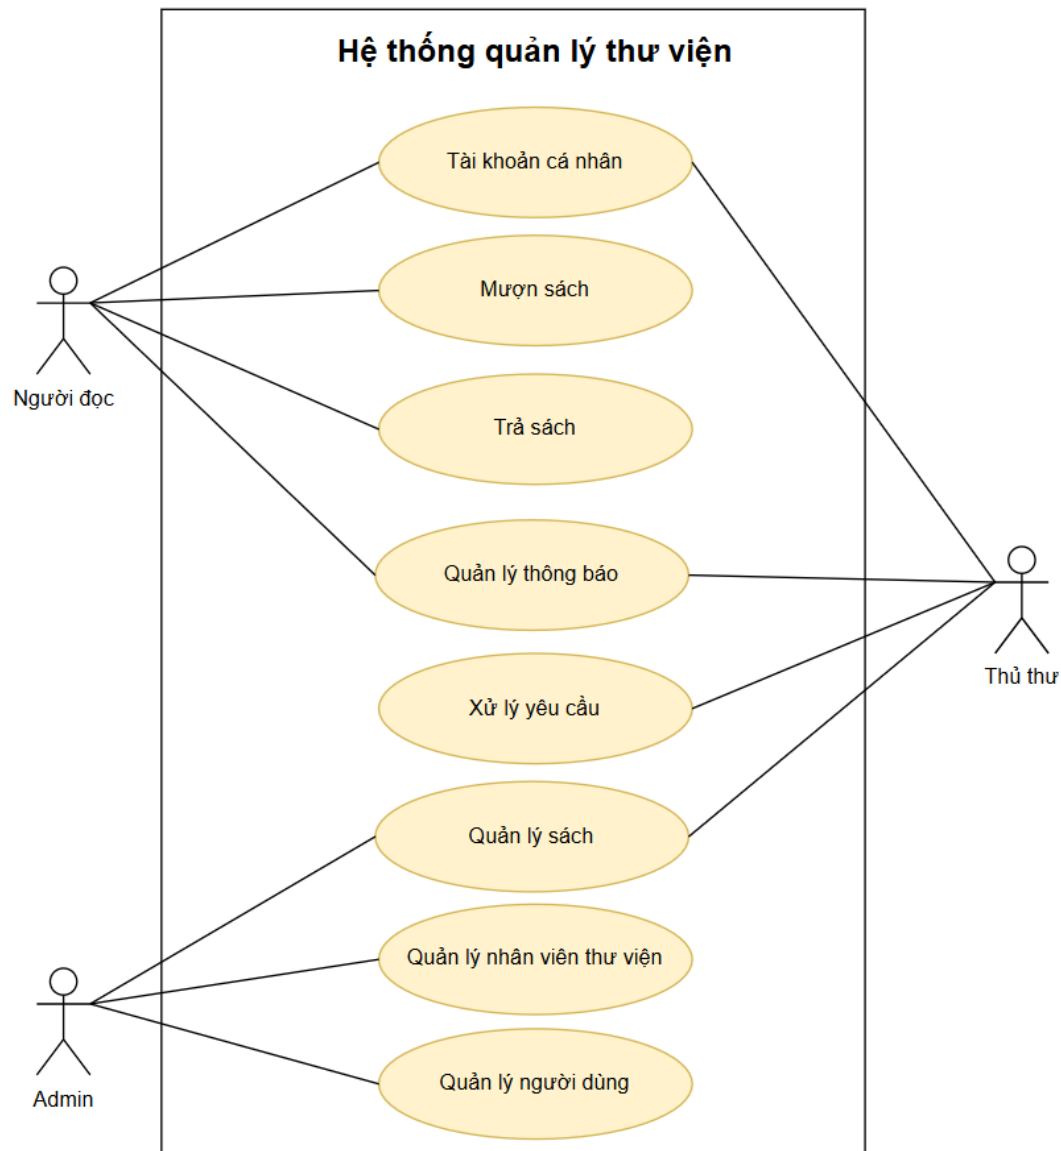 Hệ thống quản lý thư viện
Tài khoản cá nhân
Mượn sách
Người đọc
Trả sách
Quản lý thông báo
Thủ thư
Xử lý yêu cầu
Quản lý sách
Quản lý nhân viên thư viện
Quản lý người dùng
Admin